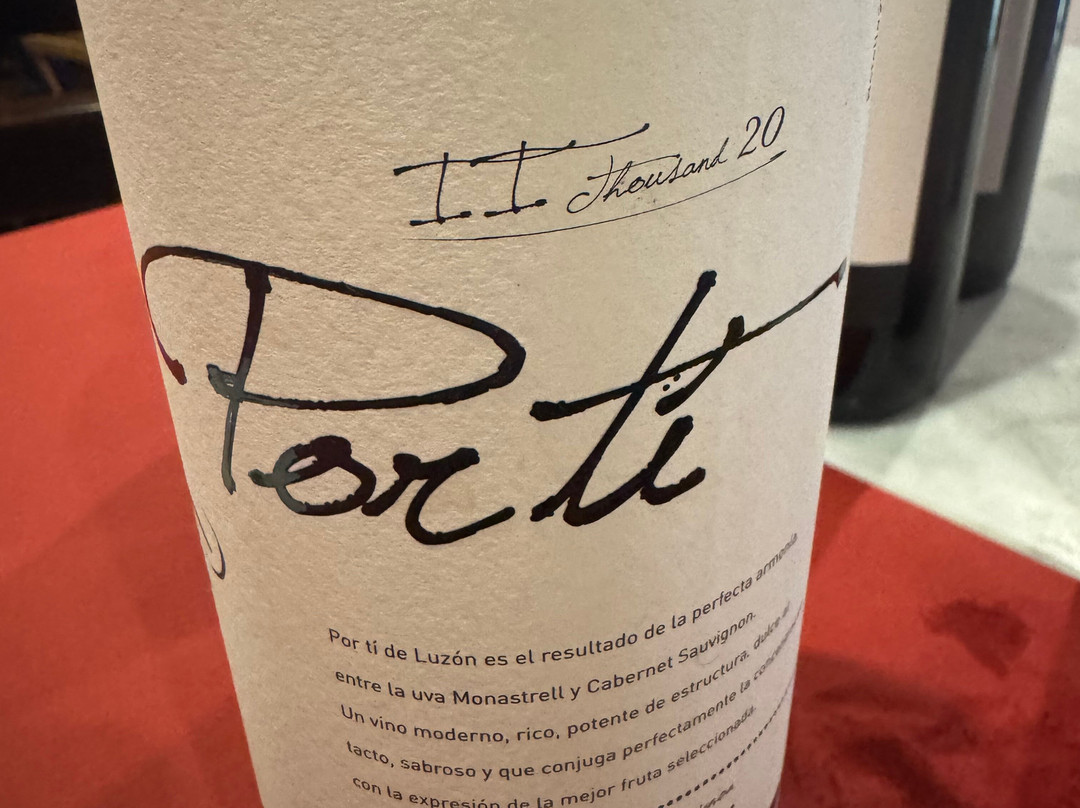 II Thousand 20
Por ti
Por tí de Luzón es el resultado de la perfecta armonía
entre la uva Monastrell y Cabernet Sauvignon.
Un vino moderno, rico, potente de estructura, dulce al
lacto, sabroso y que conjuga perfectamente la
con la expresión de la mejor fruta seleccionada.